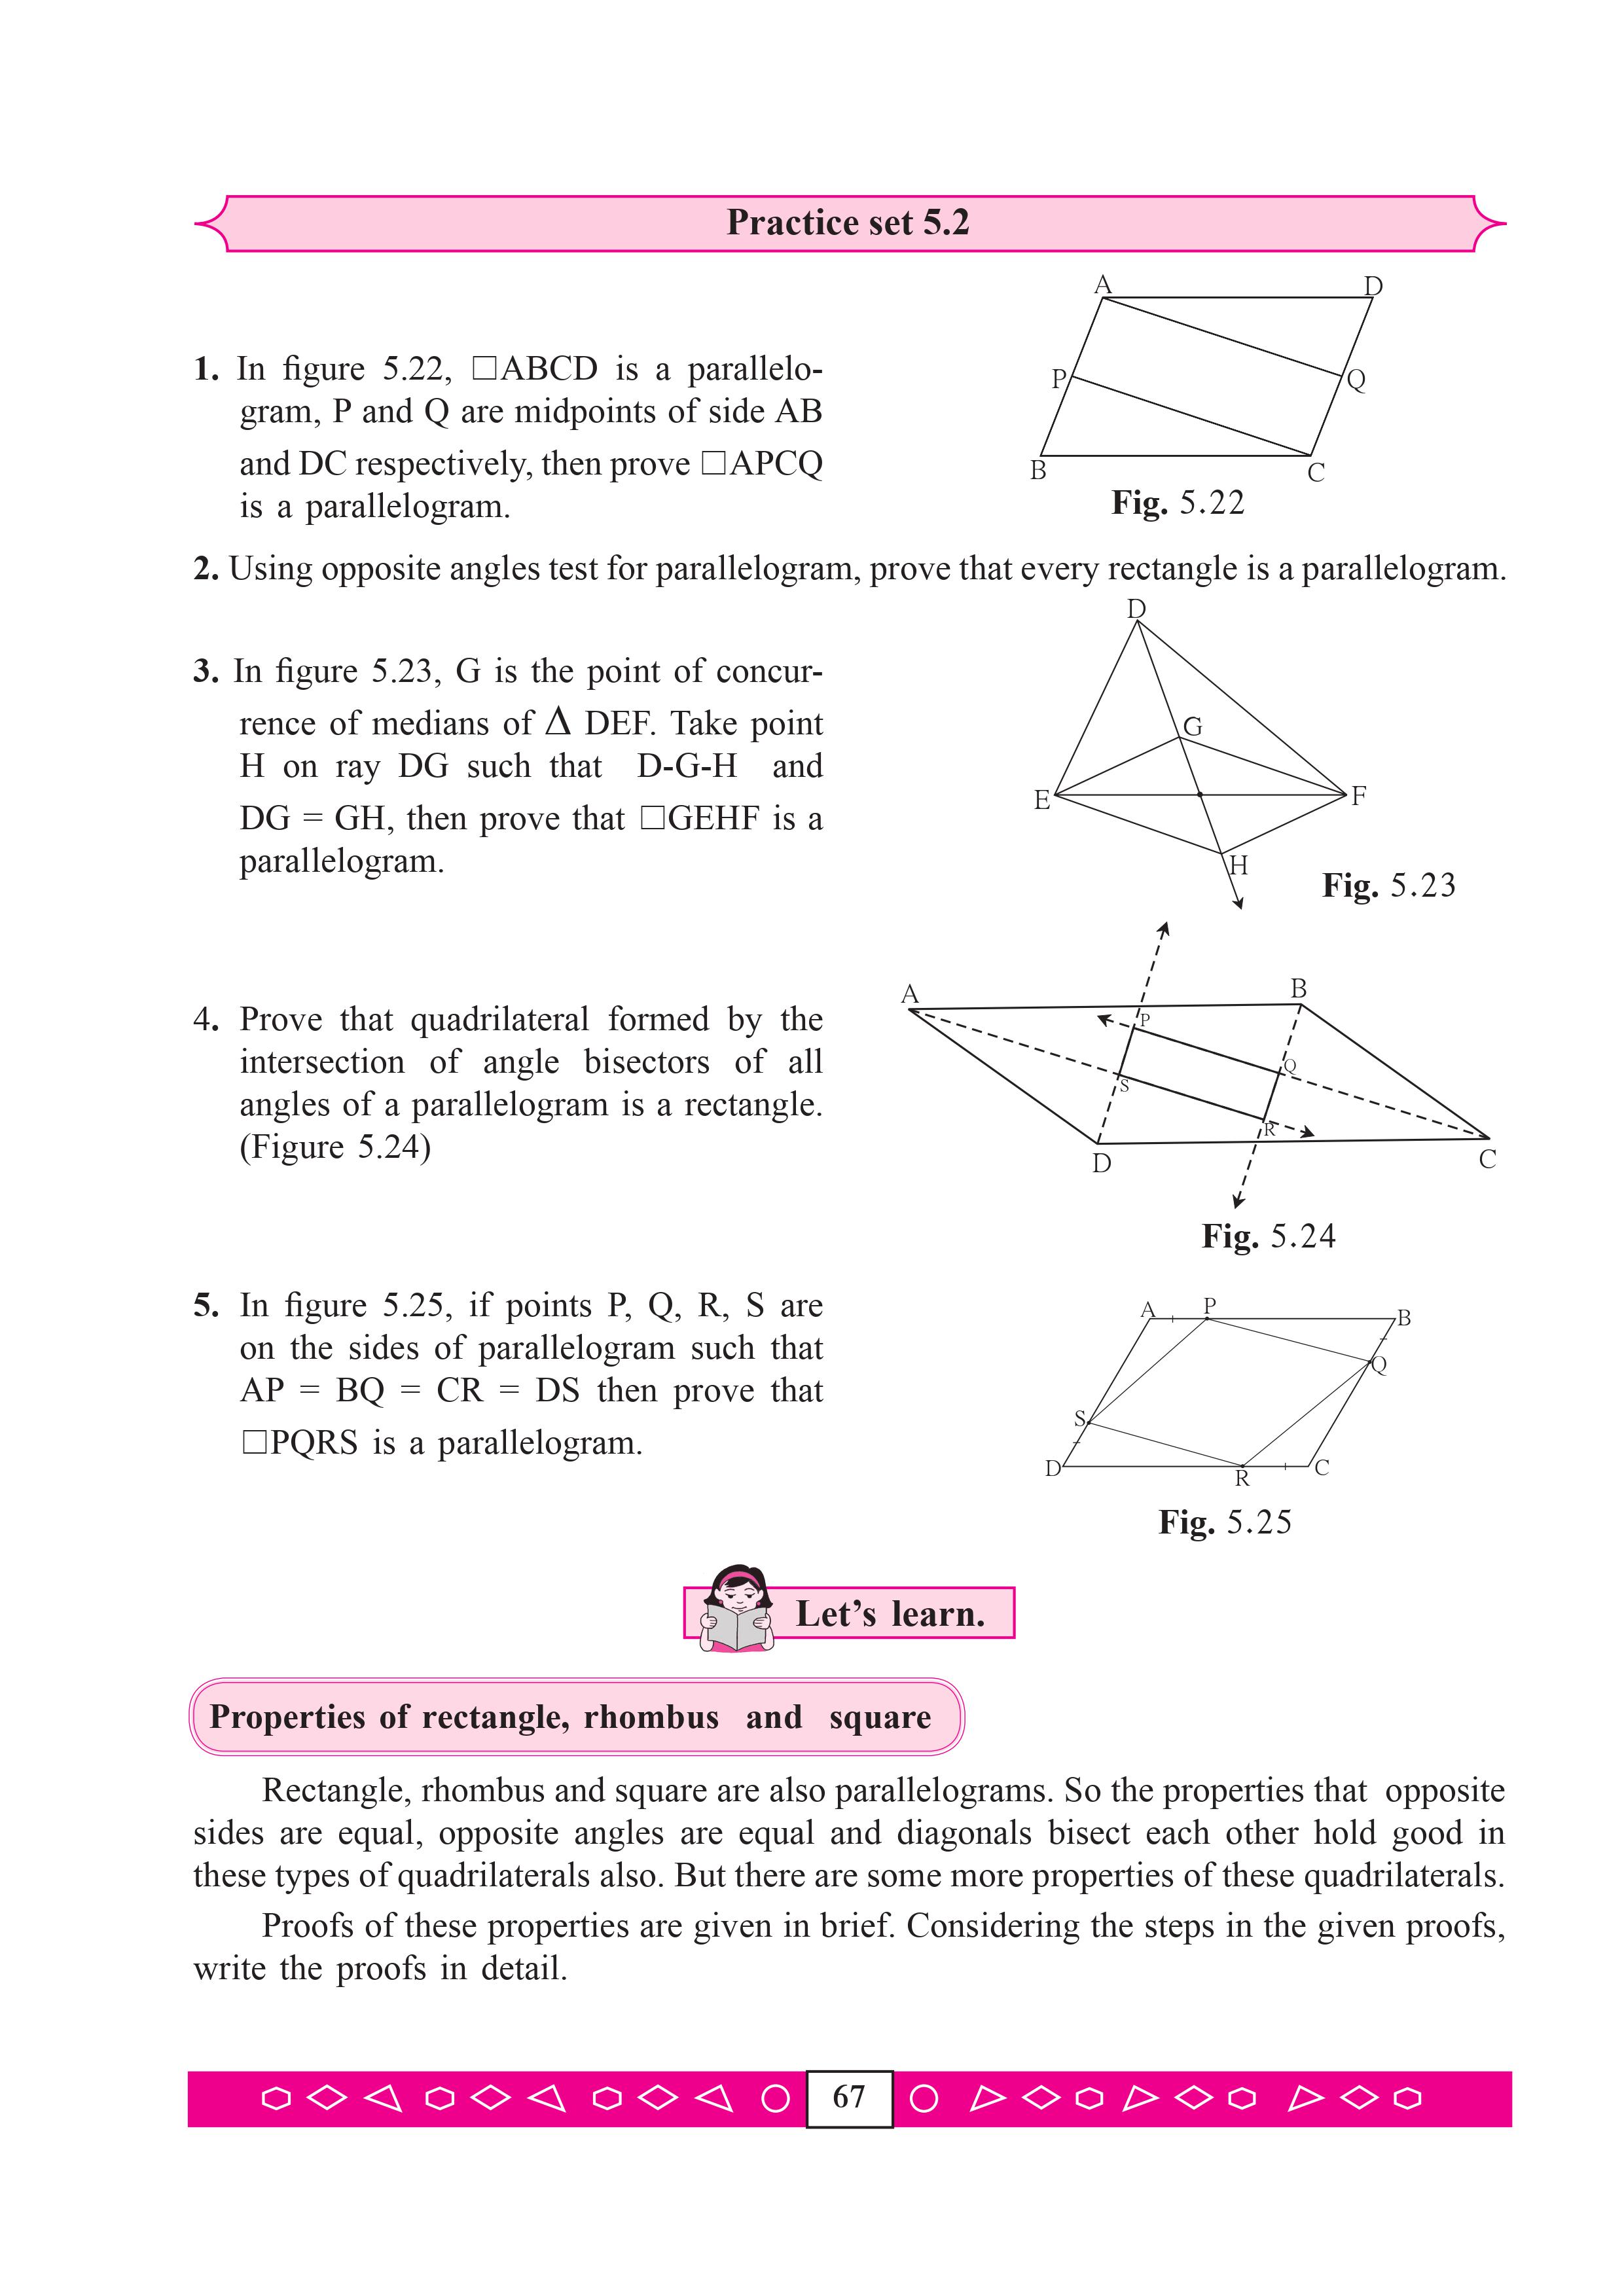 Practice set 5.2
A D
1. In figure 5.22, □ABCD is a parallelo-
P Q
gram, P and Q are midpoints of side AB
and DC respectively, then prove □APCQ
B C
is a parallelogram.
Fig. 5.22
2. Using opposite angles test for parallelogram, prove that every rectangle is a parallelogram.
D
3. In figure 5.23, G is the point of concur-
rence of medians of Δ DEF. Take point
G
H on ray DG such that D-G-H and
E F
DG = GH, then prove that □GEHF is a
parallelogram.
H
Fig. 5.23
A B
4. Prove that quadrilateral formed by the
P
intersection of angle bisectors of all
Q
S
angles of a parallelogram is a rectangle.
R
(Figure 5.24)
D C
Fig. 5.24
5. In figure 5.25, if points P, Q, R, S are
A P B
on the sides of parallelogram such that
Q
AP = BQ = CR = DS then prove that
S
□PQRS is a parallelogram.
D R C
Fig. 5.25
Let’s learn.
Properties of rectangle, rhombus and square
Rectangle, rhombus and square are also parallelograms. So the properties that opposite
sides are equal, opposite angles are equal and diagonals bisect each other hold good in
these types of quadrilaterals also. But there are some more properties of these quadrilaterals.
Proofs of these properties are given in brief. Considering the steps in the given proofs,
write the proofs in detail.
67